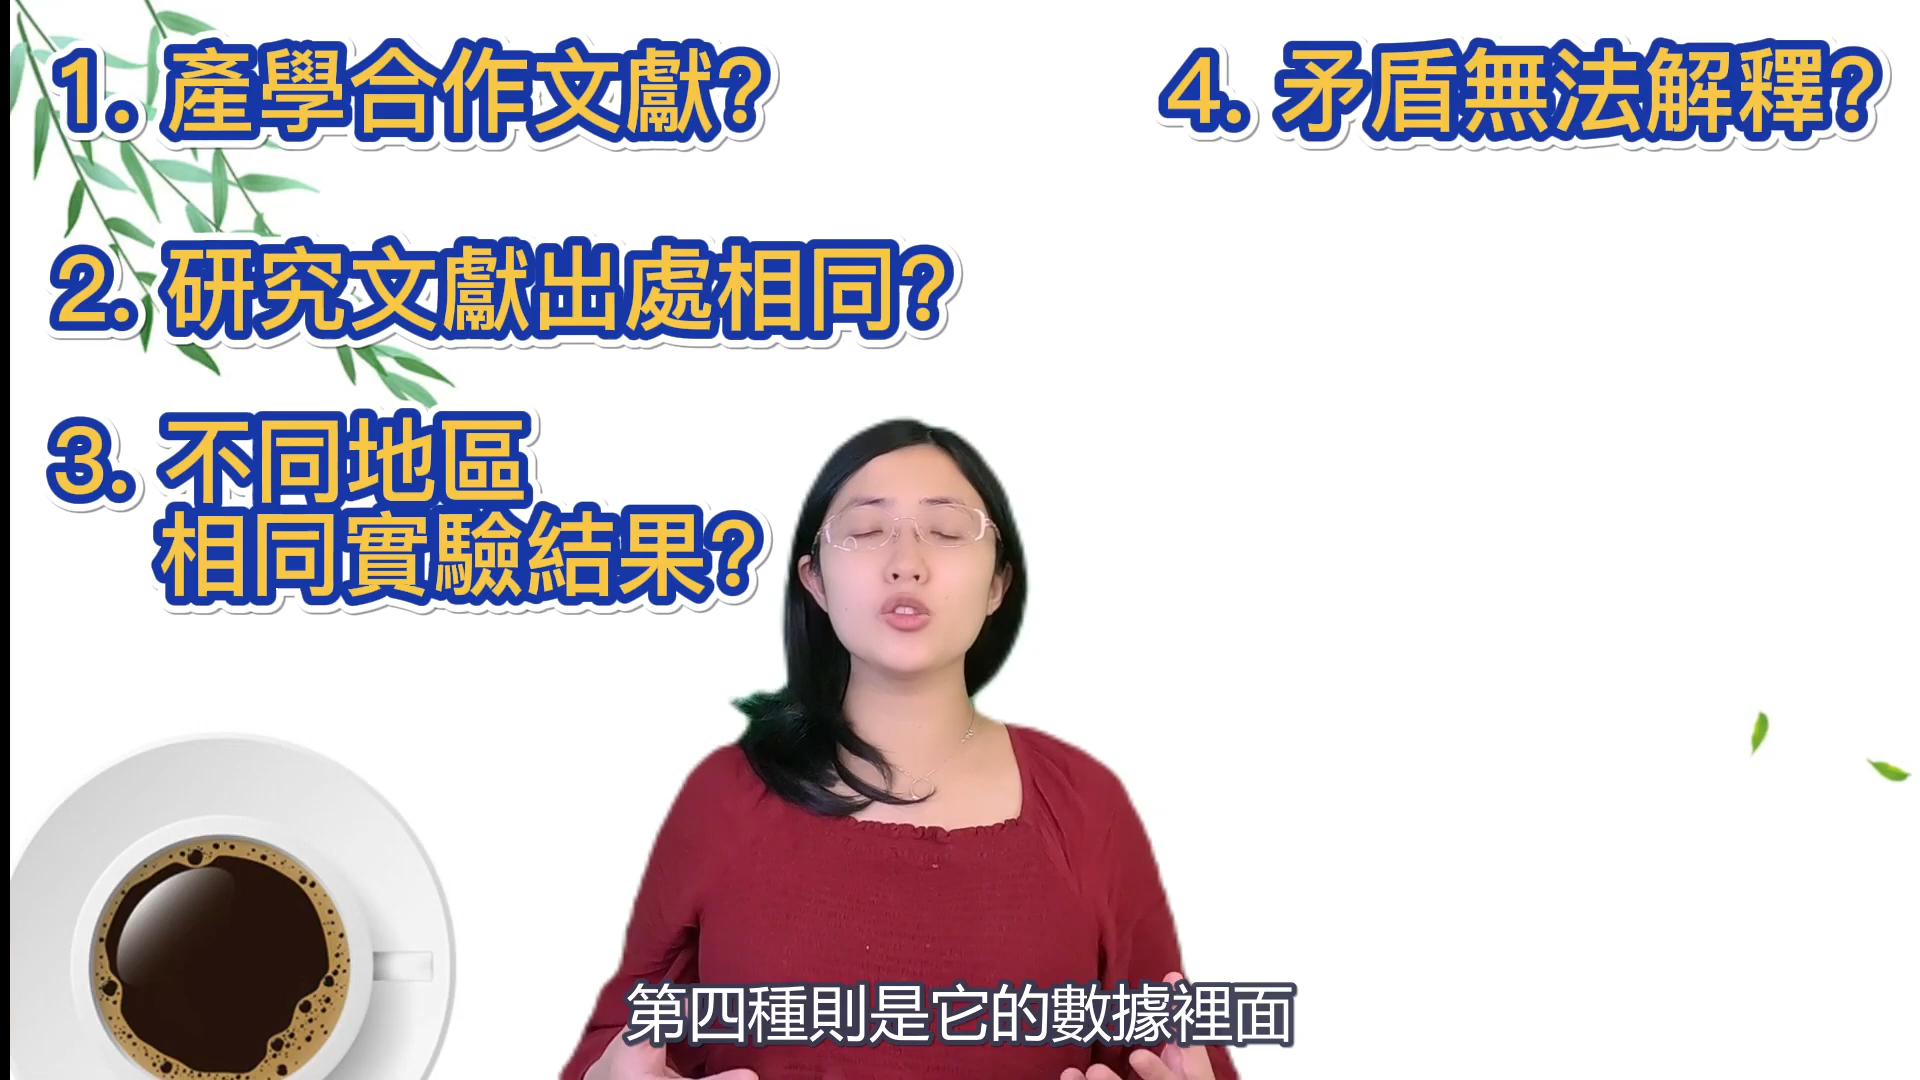 1. 產學合作文獻?
2. 研究文獻出處相同?
3. 不同地區
相同實驗結果?
4. 矛盾無法解釋?
第四種則是它的數據裡面